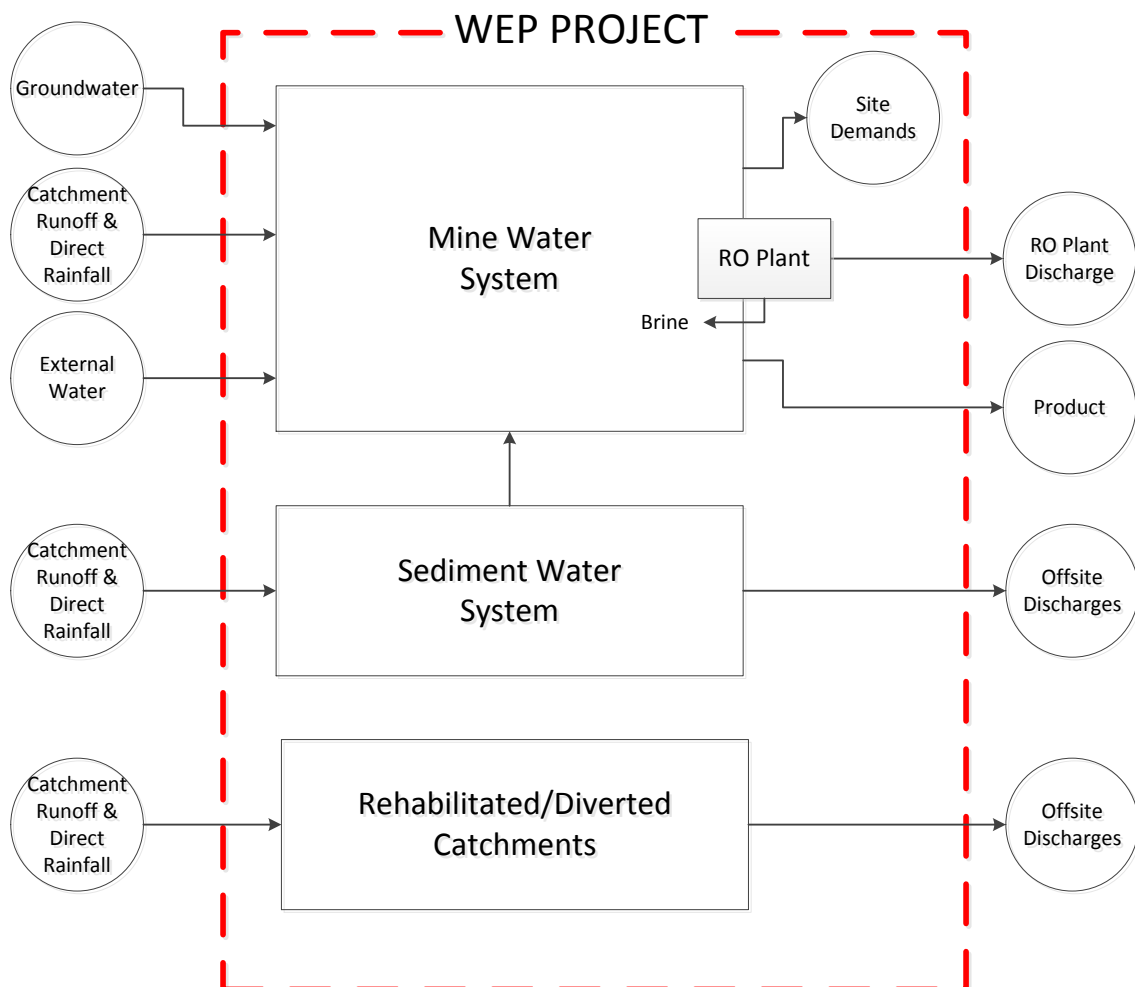 WEP PROJECT
Groundwater
Site
Demands
Catchment
Runoff &
Direct
Rainfall
Mine Water
System
RO Plant
RO Plant
Discharge
Brine
External
Water
Product
Catchment
Runoff &
Direct
Rainfall
Sediment Water
System
Offsite
Discharges
Catchment
Runoff &
Direct
Rainfall
Rehabilitated/Diverted
Catchments
Offsite
Discharges